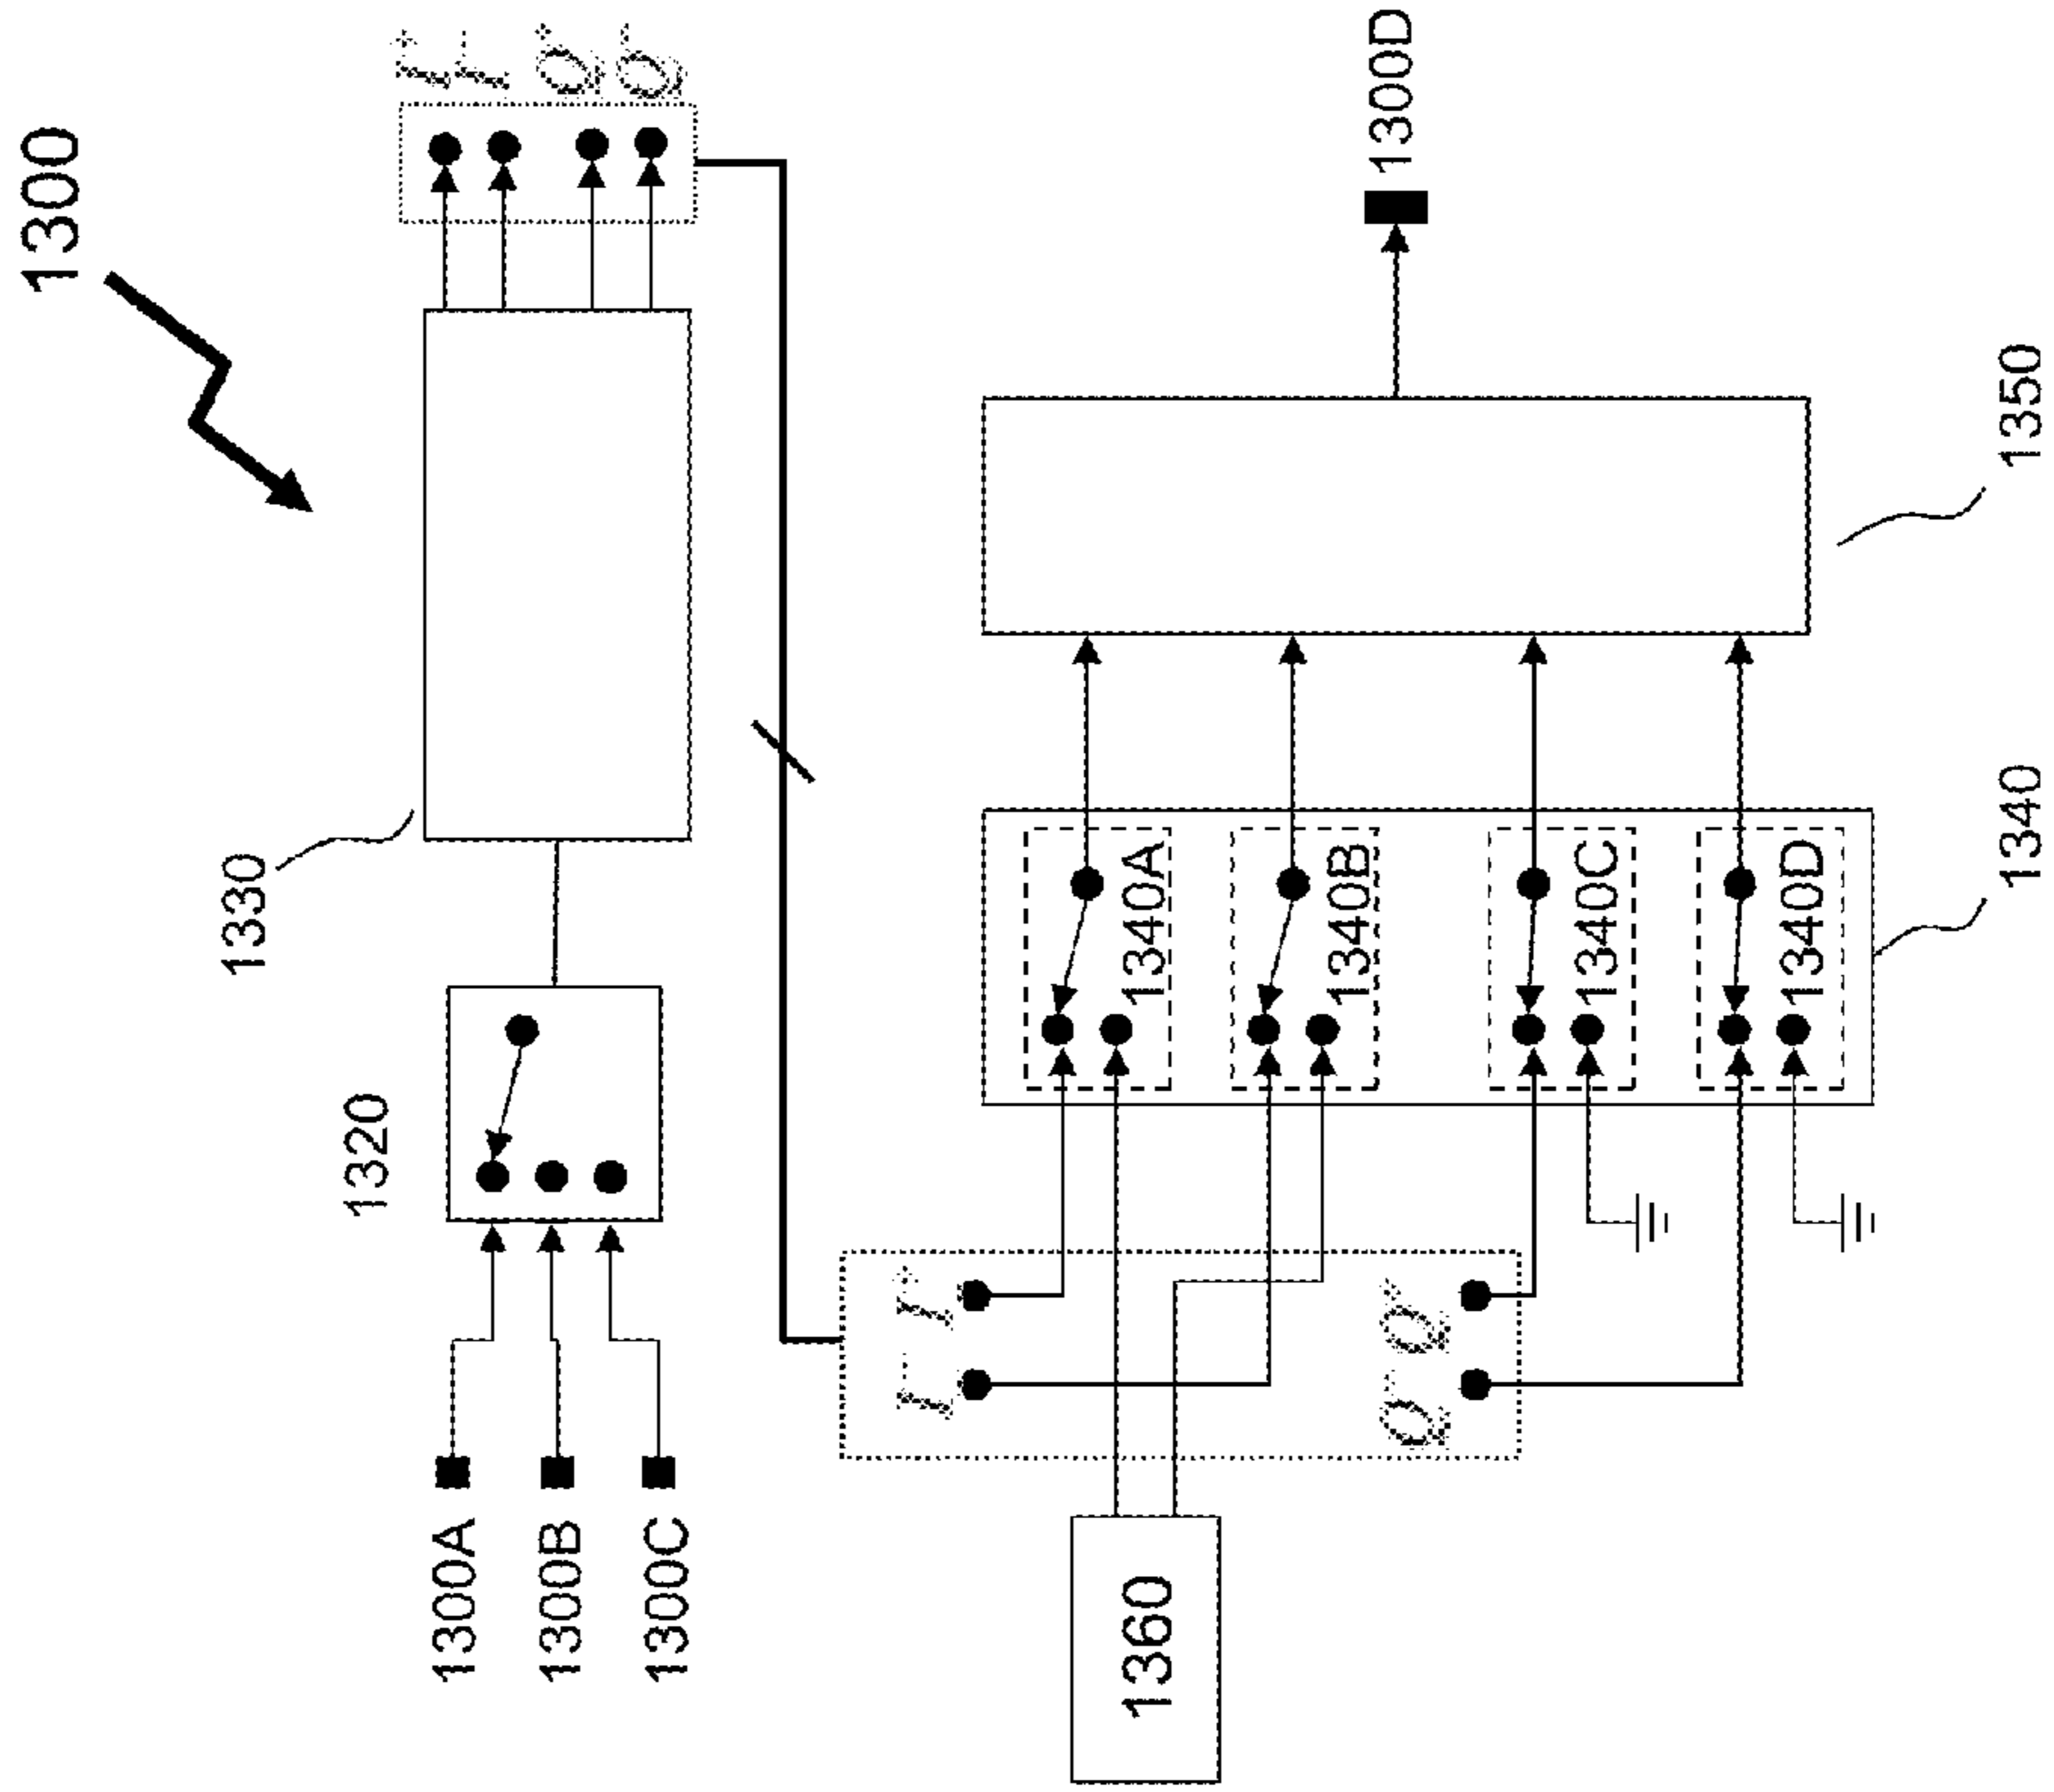 1300
I+
I-
Q+
Q-
1330
1320
1300A
1300B
1300C
1300D
1350
1340A
1340B
1340C
1340D
1340
I+
I-
Q+
Q-
1360